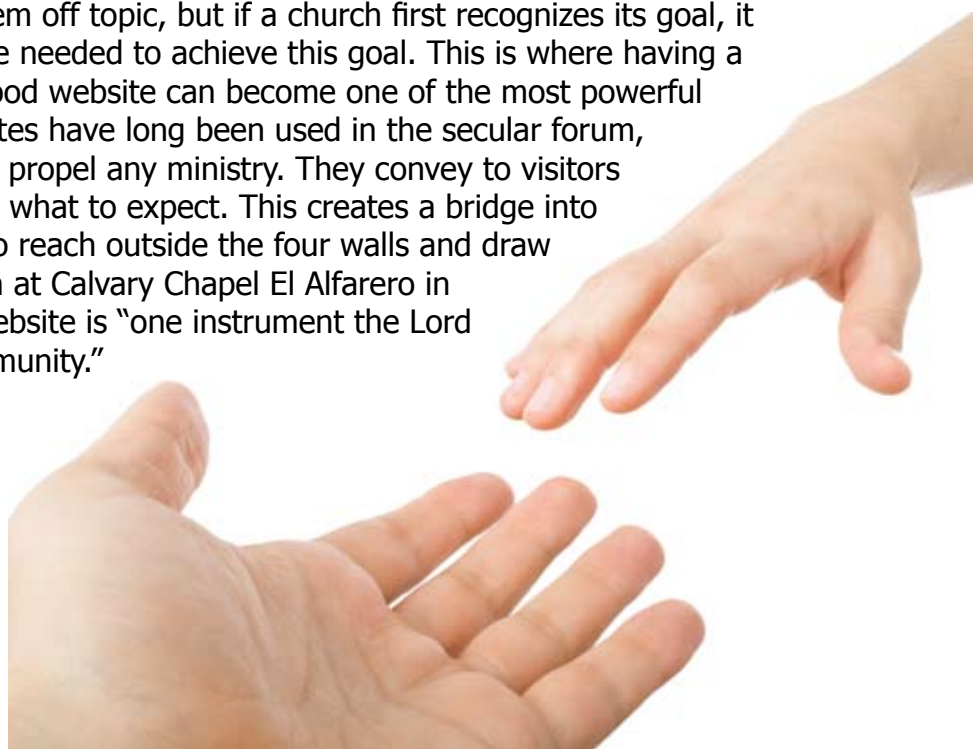 em off topic, but if a church first recognizes its goal, it
e needed to achieve this goal. This is where having a
ood website can become one of the most powerful
tes have long been used in the secular forum,
propel any ministry. They convey to visitors
what to expect. This creates a bridge into
o reach outside the four walls and draw
n at Calvary Chapel El Alfarero in
ebsite is “one instrument the Lord
munity.”